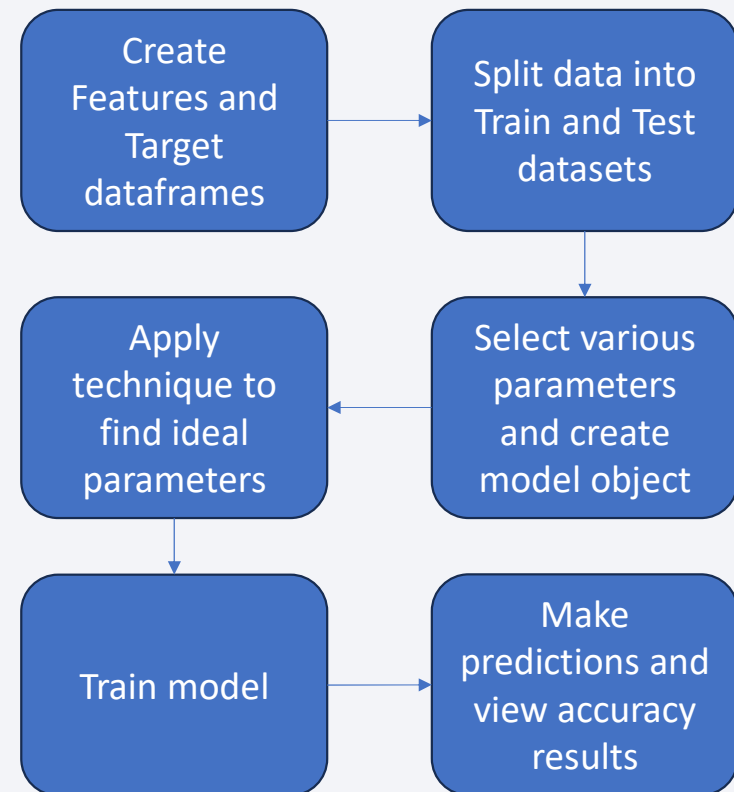 Create
Features and
Target
dataframes
Split data into
Train and Test
datasets
Select various
parameters
and create
model object
Apply
technique to
find ideal
parameters
Train model
Make
predictions and
view accuracy
results